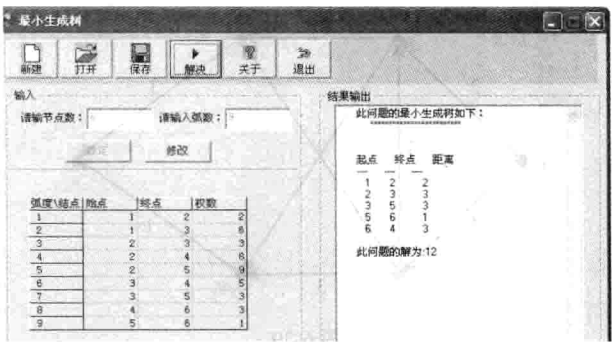 最小生成树
新建 打开 保存 解决 关于 退出
输入
请输节点数： 请输入弧数：
修改
弧度\结点 始点 终点 权数
1 1 2 2
2 1 3 6
3 2 3 3
4 2 4 6
5 2 5 9
6 3 4 5
7 3 5 3
8 4 6 3
9 5 6 1
结果输出
此问题的最小生成树如下：
起点 终点 距离
1 2 2
2 3 3
3 5 3
5 6 1
6 4 3
此问题的解为:12